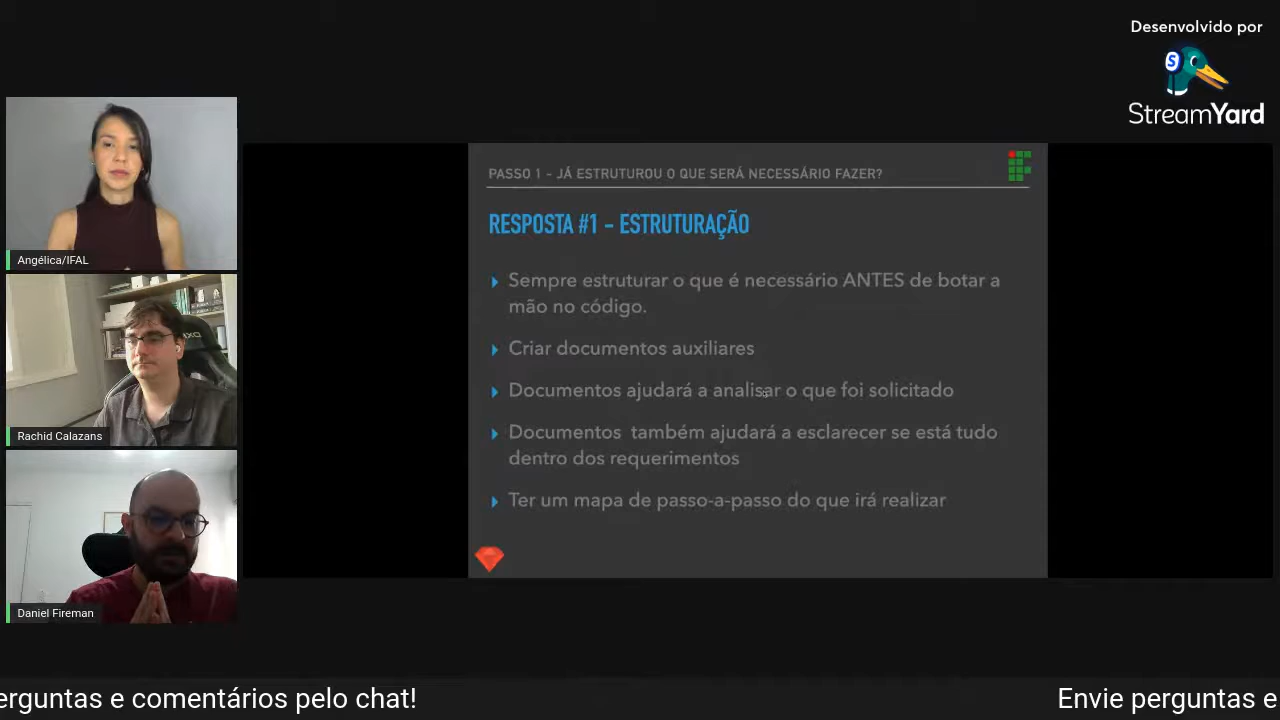 Desenvolvido por
StreamYard
Angélica/IFAL
Rachid Calazans
Daniel Fireman
PASSO 1 - JÁ ESTRUTUROU O QUE SERÁ NECESSÁRIO FAZER?
RESPOSTA #1 - ESTRUTURAÇÃO
Sempre estruturar o que é necessário ANTES de botar a
mão no código.
Criar documentos auxiliares
Documentos ajudará a analisar o que foi solicitado
Documentos também ajudará a esclarecer se está tudo
dentro dos requerimentos
Ter um mapa de passo-a-passo do que irá realizar
erguntas e comentários pelo chat!
Envie perguntas e